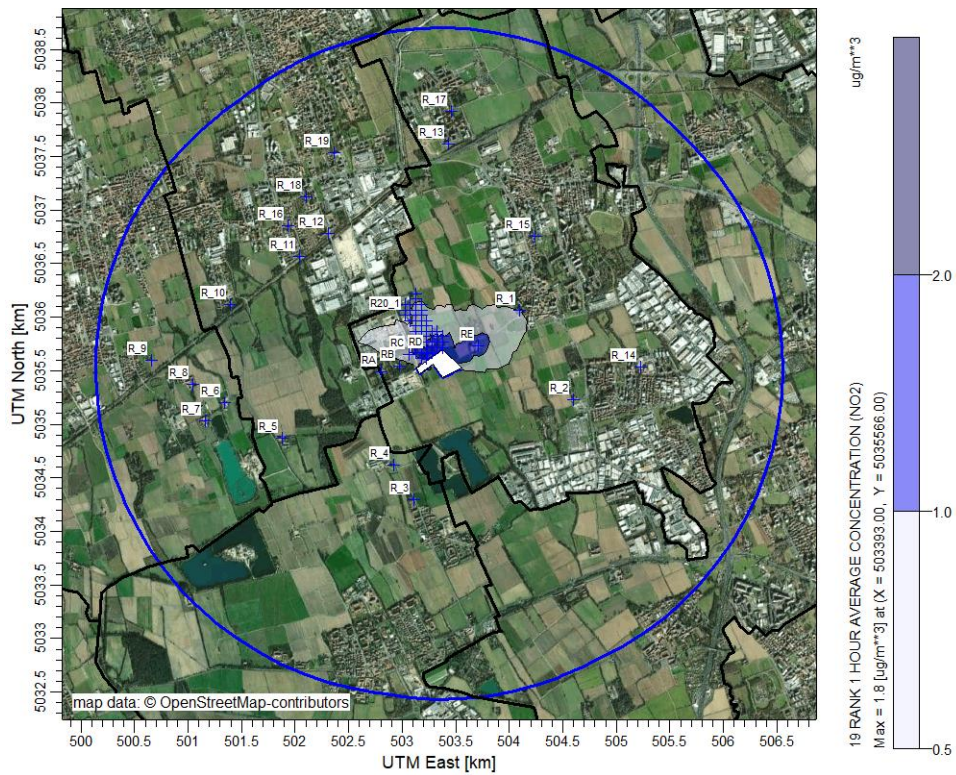 5038.5
5038
5037.5
5037
5036.5
5036
5035.5
5035
5034.5
5034
5033.5
5033
5032.5
UTM North [km]
R_17
R_13
R_19
R_18
R_16
R_12
R_15
R_11
R_10
R20_1
R_1
RE
RC
RD
RB
RA
R_9
R_14
R_8
R_6
R_2
R_7
R_5
R_4
R_3
map data: © OpenStreetMap-contributors
500
500.5
501
501.5
502
502.5
503
503.5
504
504.5
505
505.5
506
506.5
UTM East [km]
19 RANK 1 HOUR AVERAGE CONCENTRATION (NO2)
Max = 1.8 [ug/m**3] at (X = 503393.00, Y = 5035566.00)
ug/m**3
2.0
1.0
0.5